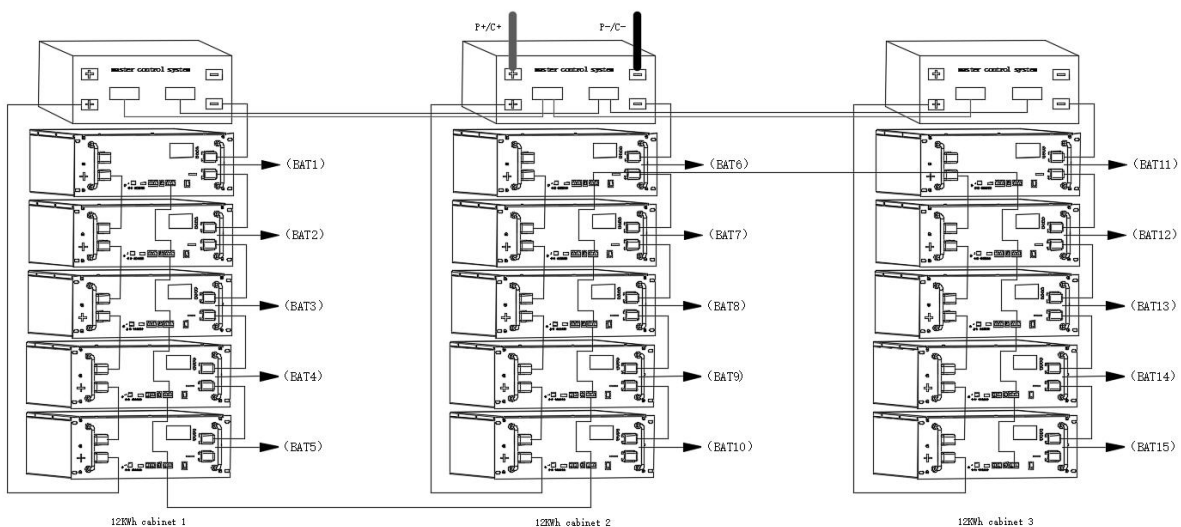 P+/C+
P-/C-
master control system
master control system
master control system
(BAT1)
(BAT6)
(BAT11)
(BAT2)
(BAT7)
(BAT12)
(BAT3)
(BAT8)
(BAT13)
(BAT4)
(BAT9)
(BAT14)
(BAT5)
(BAT10)
(BAT15)
12KWh cabinet 1
12KWh cabinet 2
12KWh cabinet 3